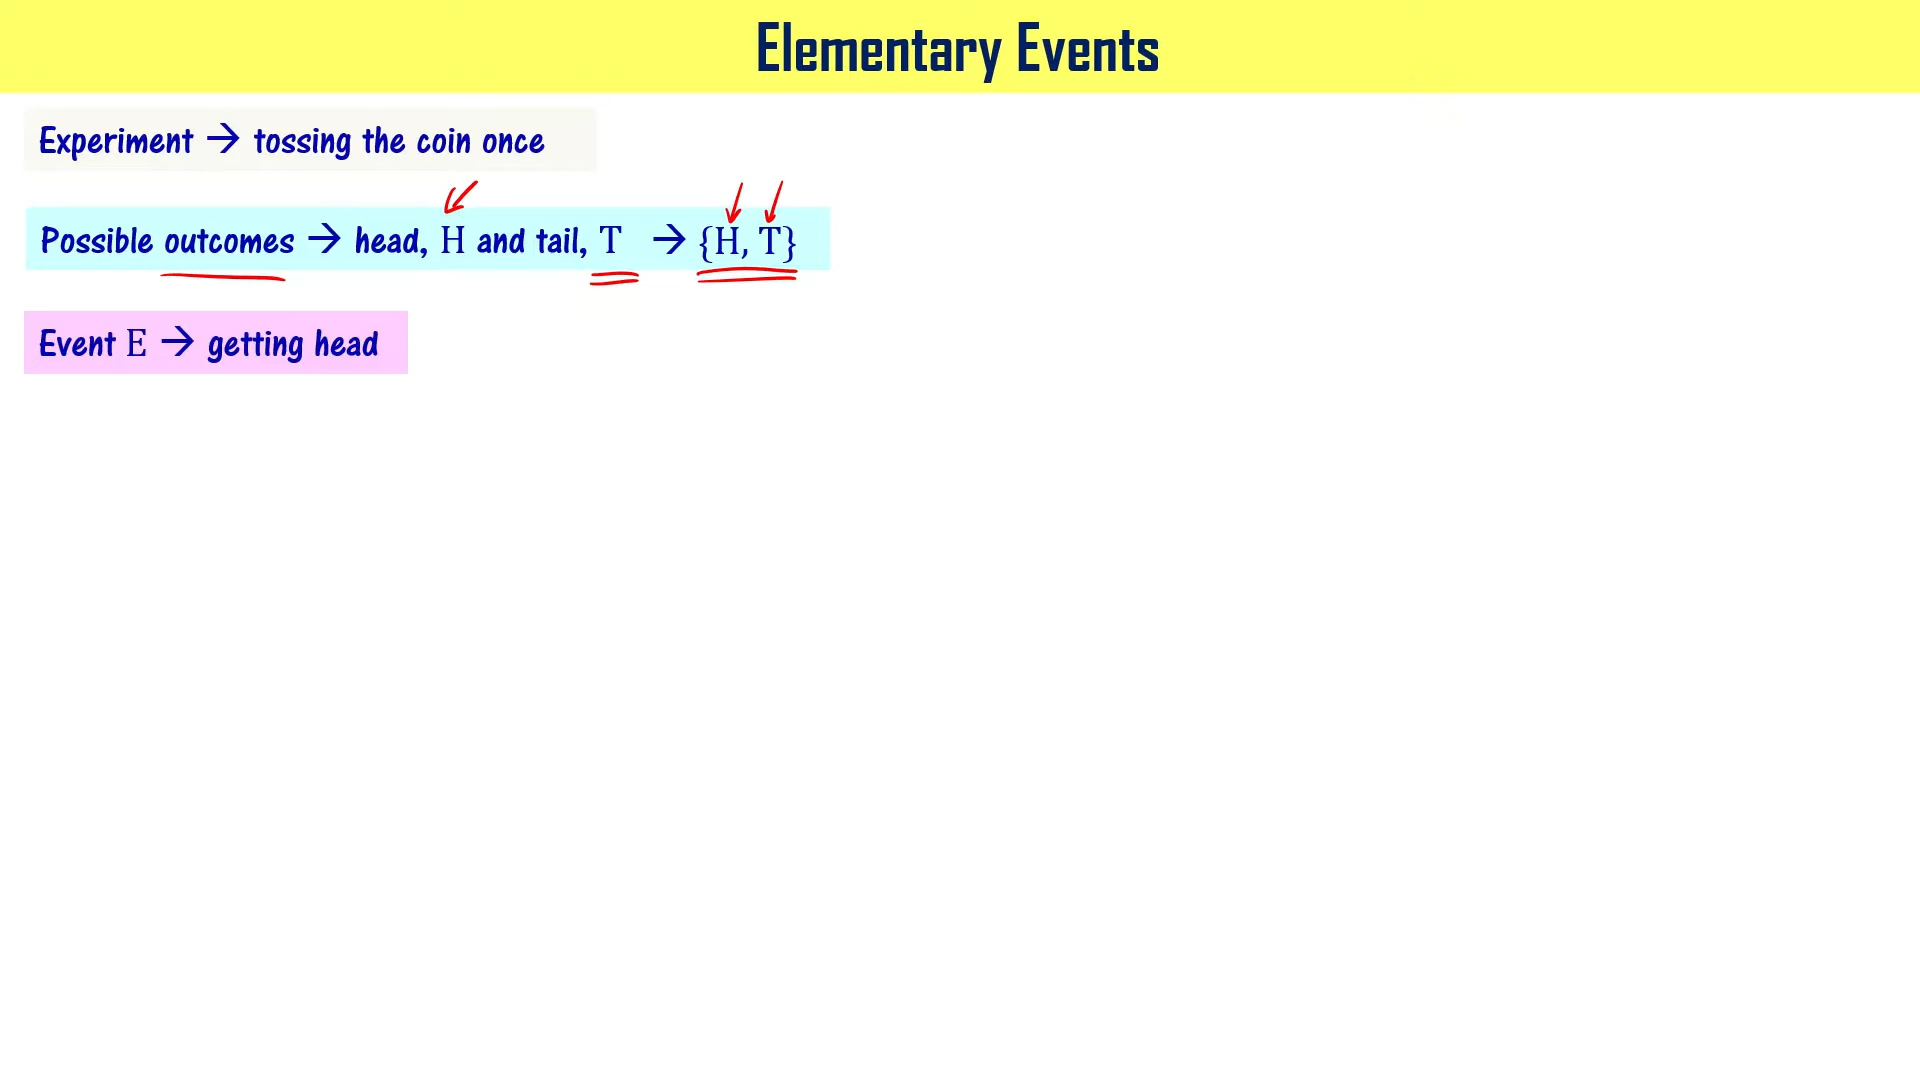 Elementary Events
Experiment → tossing the coin once
Possible outcomes → head, H and tail, T → {H, T}
Event E → getting head